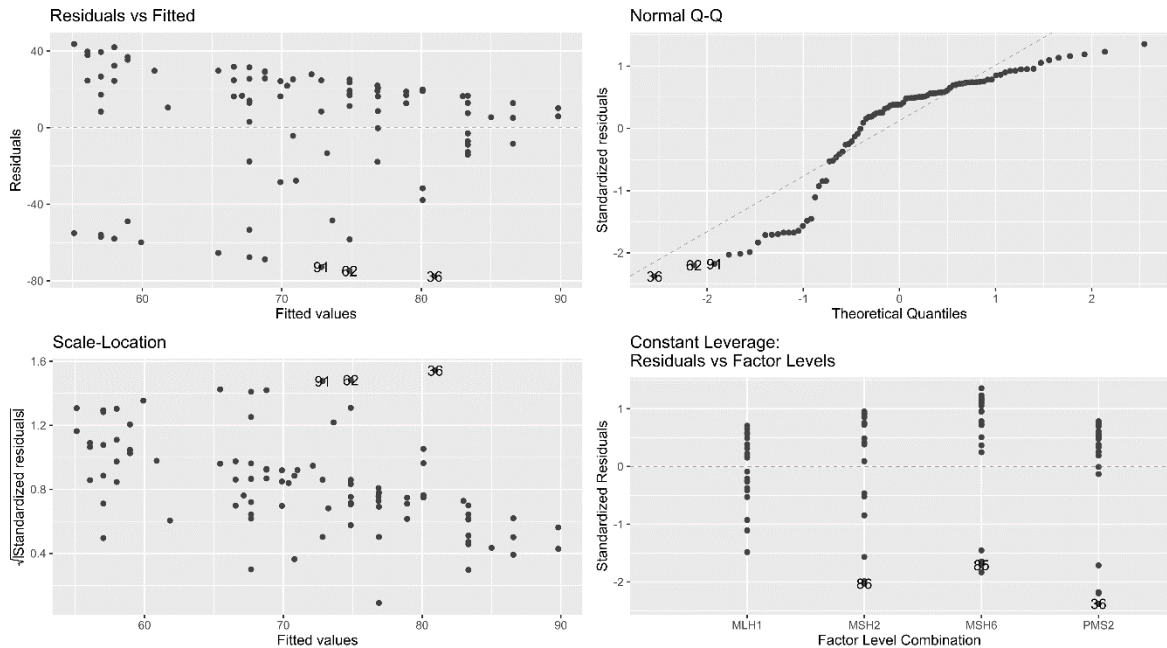 Residuals vs Fitted
40
0
-40
-80
Residuals
91
62
36
60
70
80
90
Fitted values
Normal Q-Q
1
0
-1
-2
Standardized residuals
36
62
91
-2
-1
0
1
2
Theoretical Quantiles
Scale-Location
1.6
1.2
0.8
0.4
√|Standardized residuals|
91
62
36
60
70
80
90
Fitted values
Constant Leverage:
Residuals vs Factor Levels
1
0
-1
-2
Standardized Residuals
86
85
36
MLH1
MSH2
MSH6
PMS2
Factor Level Combination